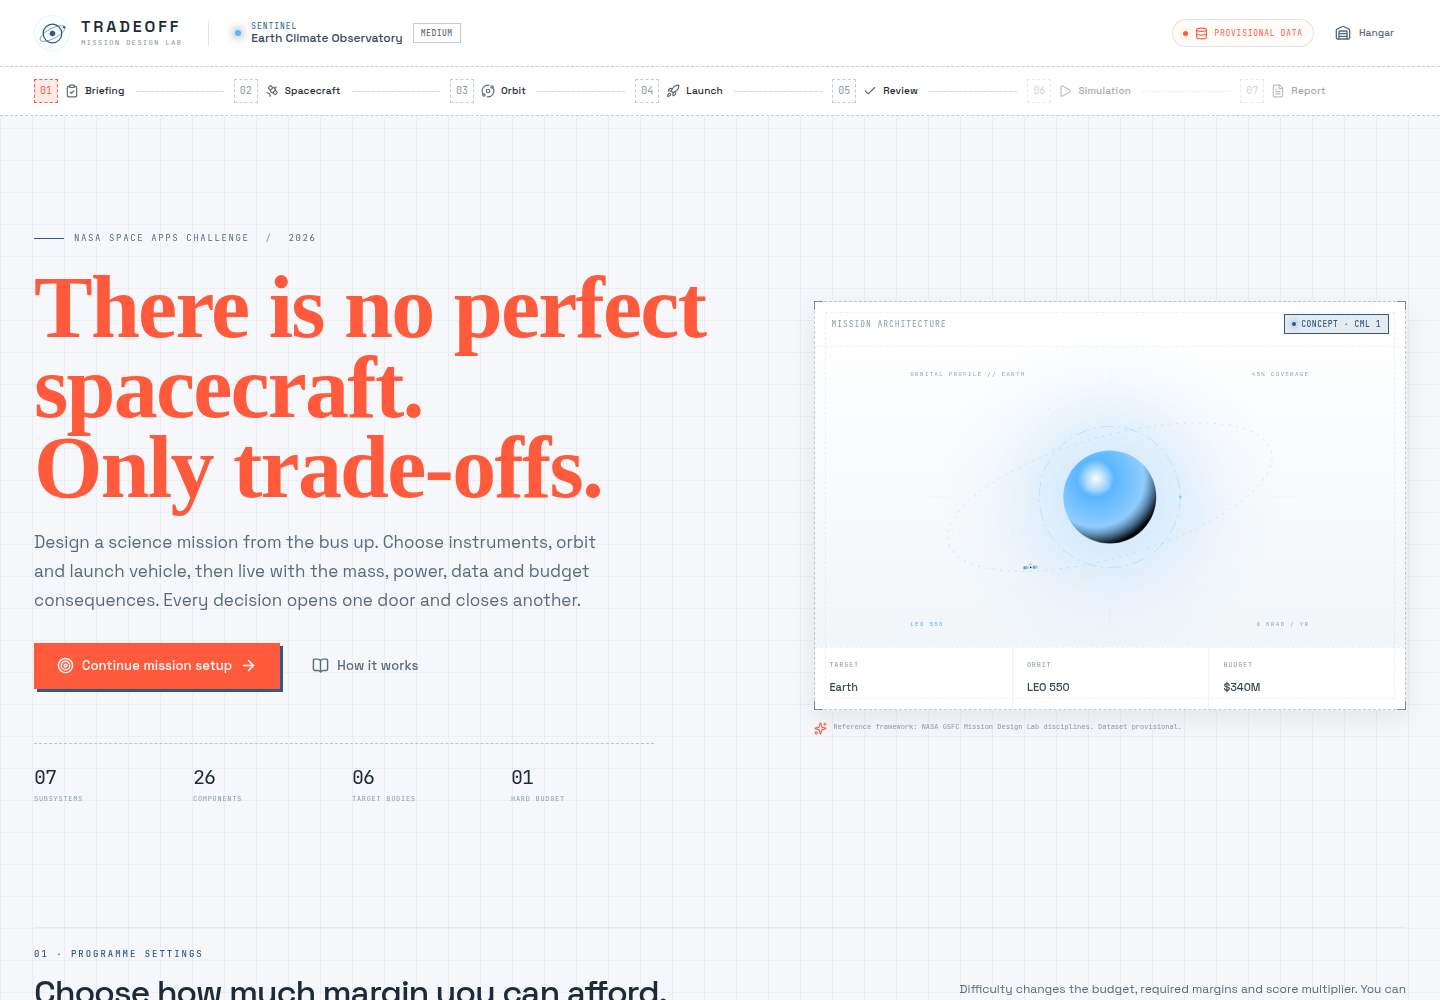 TRADEOFF
MISSION DESIGN LAB
SENTINEL
Earth Climate Observatory
MEDIUM
PROVISIONAL DATA
Hangar
01 Briefing
02 Spacecraft
03 Orbit
04 Launch
05 Review
06 Simulation
07 Report
NASA SPACE APPS CHALLENGE / 2026
There is no perfect
spacecraft.
Only trade-offs.
Design a science mission from the bus up. Choose instruments, orbit
and launch vehicle, then live with the mass, power, data and budget
consequences. Every decision opens one door and closes another.
Continue mission setup
How it works
07
SUBSYSTEMS
26
COMPONENTS
06
TARGET BODIES
01
HARD BUDGET
MISSION ARCHITECTURE
CONCEPT · CML 1
ORBITAL PROFILE // EARTH
45% COVERAGE
LEO 550
KRAD / YR
TARGET
Earth
ORBIT
LEO 550
BUDGET
$340M
Reference framework: NASA GSFC Mission Design Lab disciplines. Dataset provisional.
01 · PROGRAMME SETTINGS
Choose how much margin you can afford.
Difficulty changes the budget, required margins and score multiplier. You can